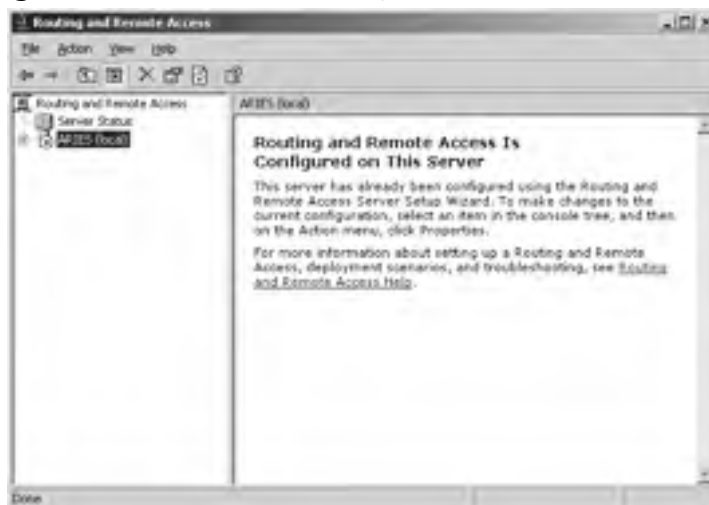 Routing and Remote Access
File Action View Help
Routing and Remote Access
Server Status
ARIES (local)
ARIES (local)
Routing and Remote Access Is
Configured on This Server
This server has already been configured using the Routing and
Remote Access Server Setup Wizard. To make changes to the
current configuration, select an item in the console tree, and then
on the Action menu, click Properties.
For more information about setting up a Routing and Remote
Access, deployment scenarios, and troubleshooting, see Routing
and Remote Access Help.
Done